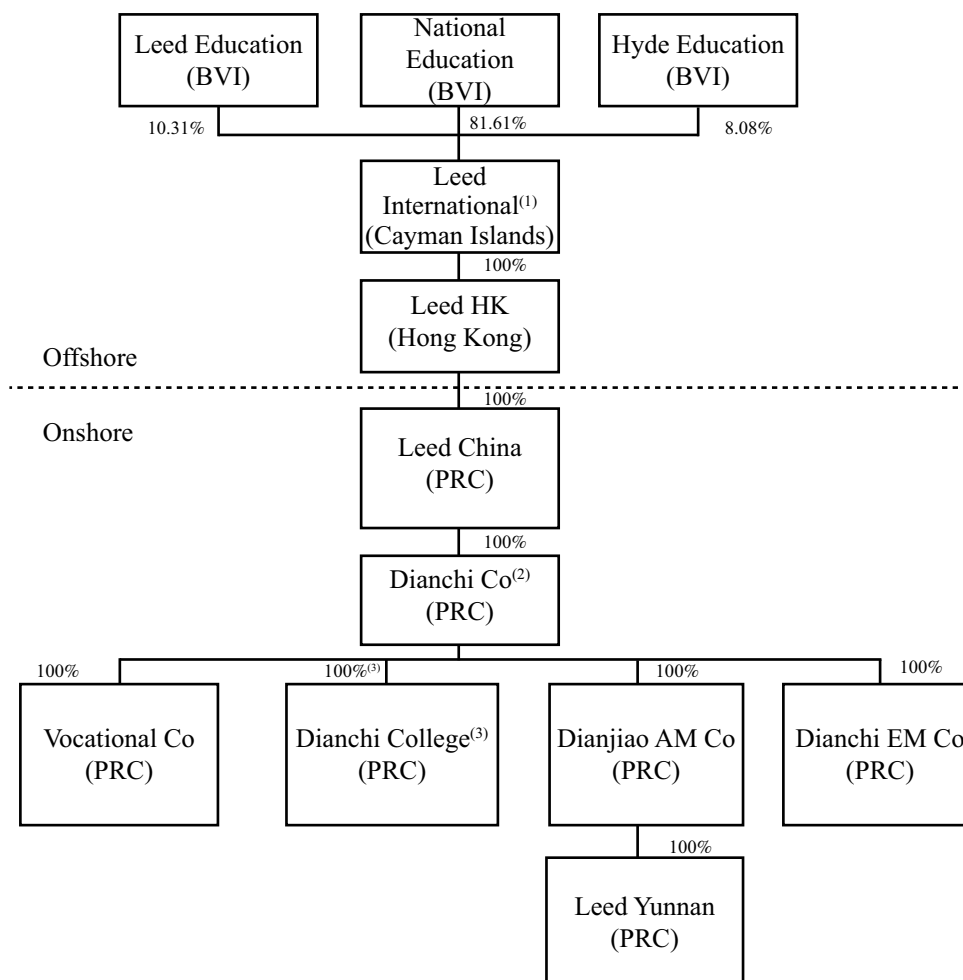 Leed Education
(BVI)
National
Education
(BVI)
Hyde Education
(BVI)
10.31%
81.61%
8.08%
Leed
International(1)
(Cayman Islands)
100%
Leed HK
(Hong Kong)
Offshore
100%
Onshore
Leed China
(PRC)
100%
Dianchi Co(2)
(PRC)
100%
100%(3)
100%
100%
Vocational Co
(PRC)
Dianchi College(3)
(PRC)
Dianjiao AM Co
(PRC)
Dianchi EM Co
(PRC)
100%
Leed Yunnan
(PRC)